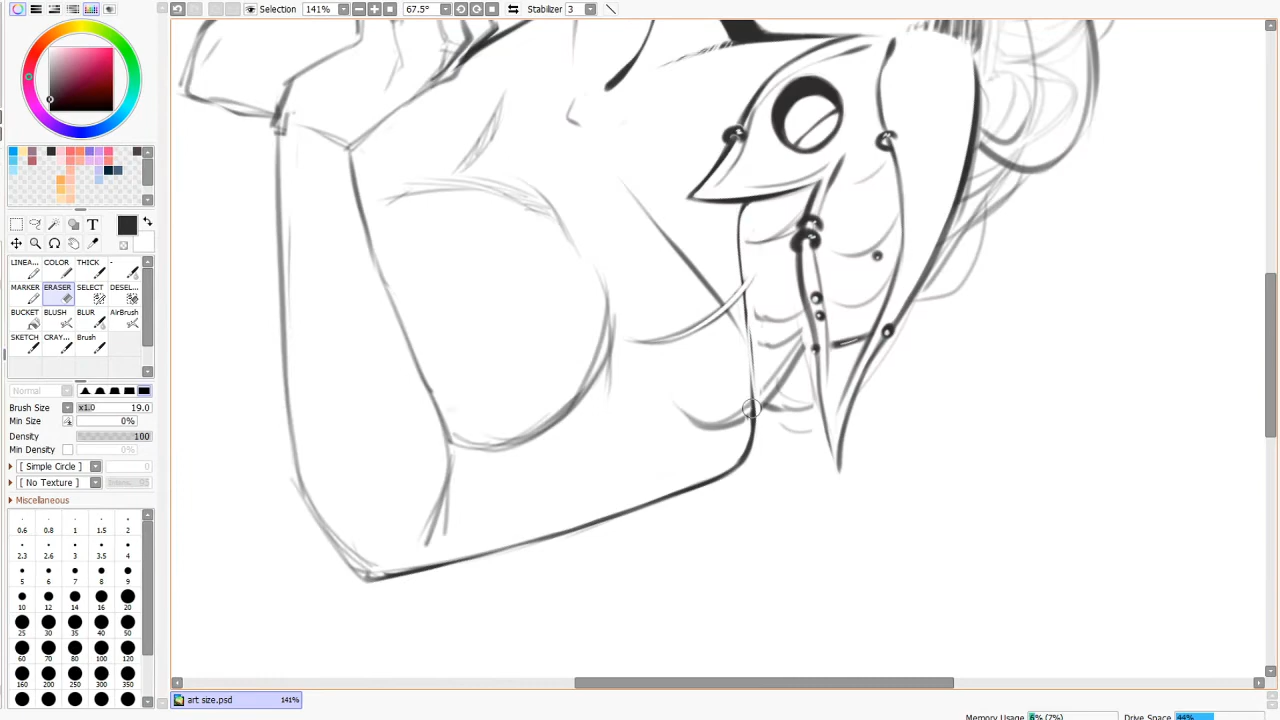 Selection 141% 67.5° Stabilizer 3
T
LINEA... COLOR THICK -
MARKER ERASER SELECT DESEL...
BUCKET BLUSH BLUR AirBrush
SKETCH CRAY... Brush
Normal
Brush Size x1.0 19.0
Min Size 0%
Density 100
Min Density 0%
[ Simple Circle ] 0
[ No Texture ] 95
Miscellaneous
0.6 0.8 1 1.5 2
2.3 2.6 3 3.5 4
5 6 7 8 9
10 12 14 16 20
25 30 35 40 50
60 70 80 100 120
160 200 250 300 350
art size.psd 141%
Memory Usage 6% (7%) Drive Space 44%